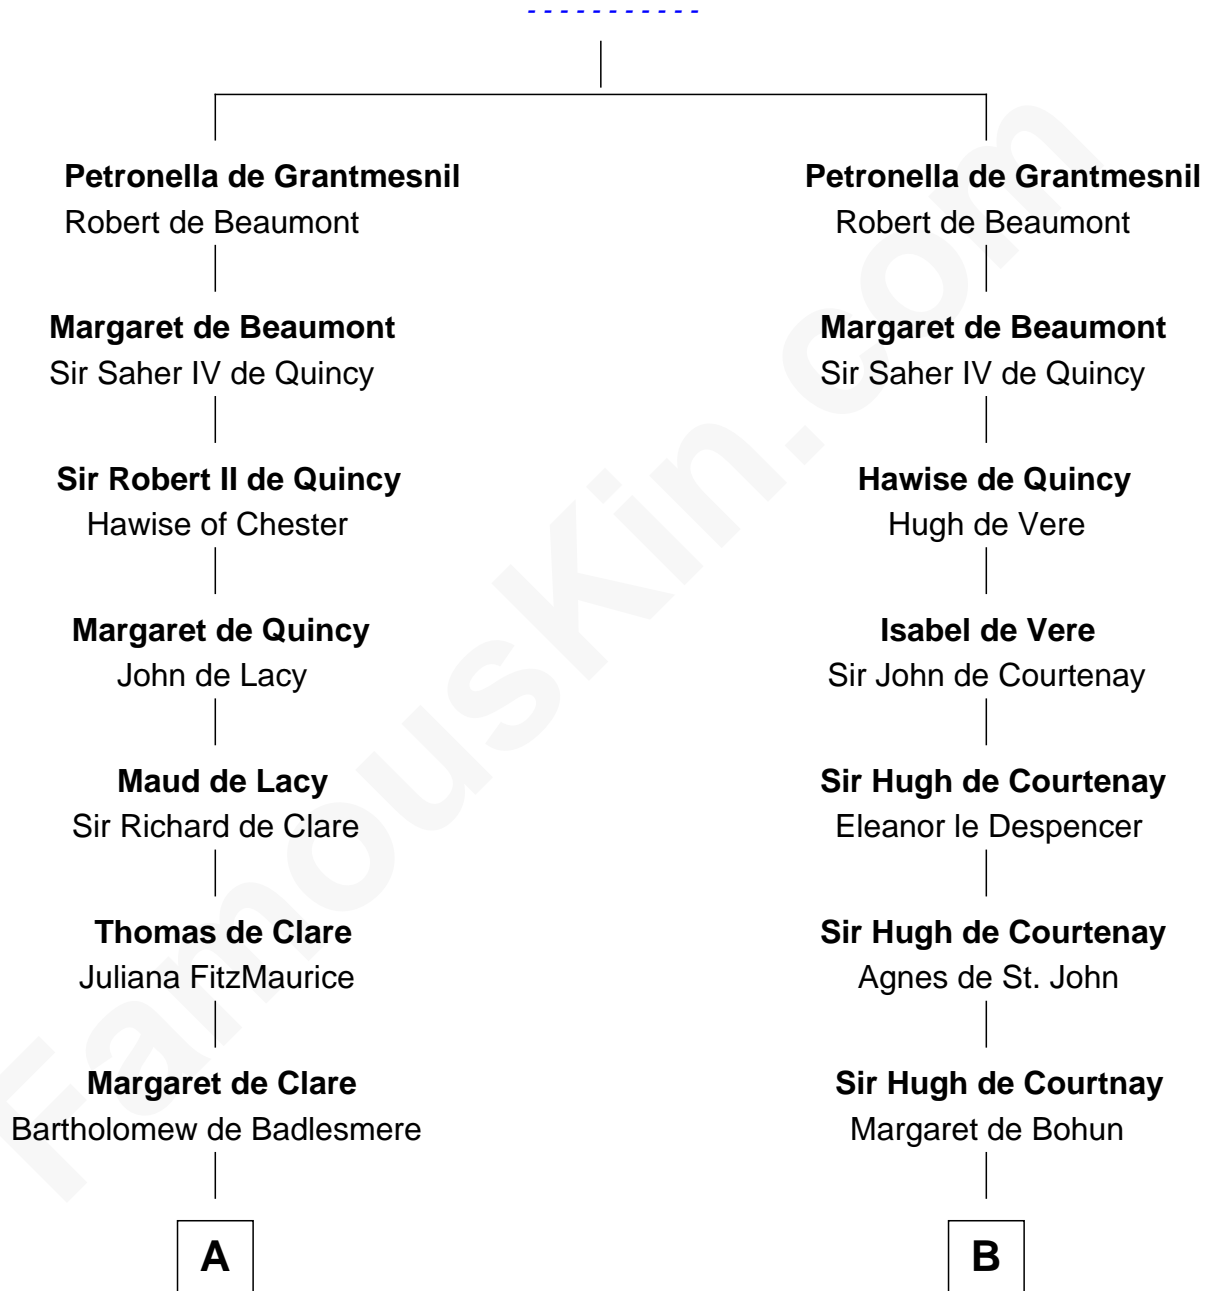 - - - - - - - - - - -
Petronella de Grantmesnil
Robert de Beaumont
Petronella de Grantmesnil
Robert de Beaumont
Margaret de Beaumont
Sir Saher IV de Quincy
Margaret de Beaumont
Sir Saher IV de Quincy
Sir Robert II de Quincy
Hawise of Chester
Hawise de Quincy
Hugh de Vere
Margaret de Quincy
John de Lacy
Isabel de Vere
Sir John de Courtenay
Maud de Lacy
Sir Richard de Clare
Sir Hugh de Courtenay
Eleanor le Despencer
Thomas de Clare
Juliana FitzMaurice
Sir Hugh de Courtenay
Agnes de St. John
Margaret de Clare
Bartholomew de Badlesmere
Sir Hugh de Courtnay
Margaret de Bohun
A
B
FamousKin.com